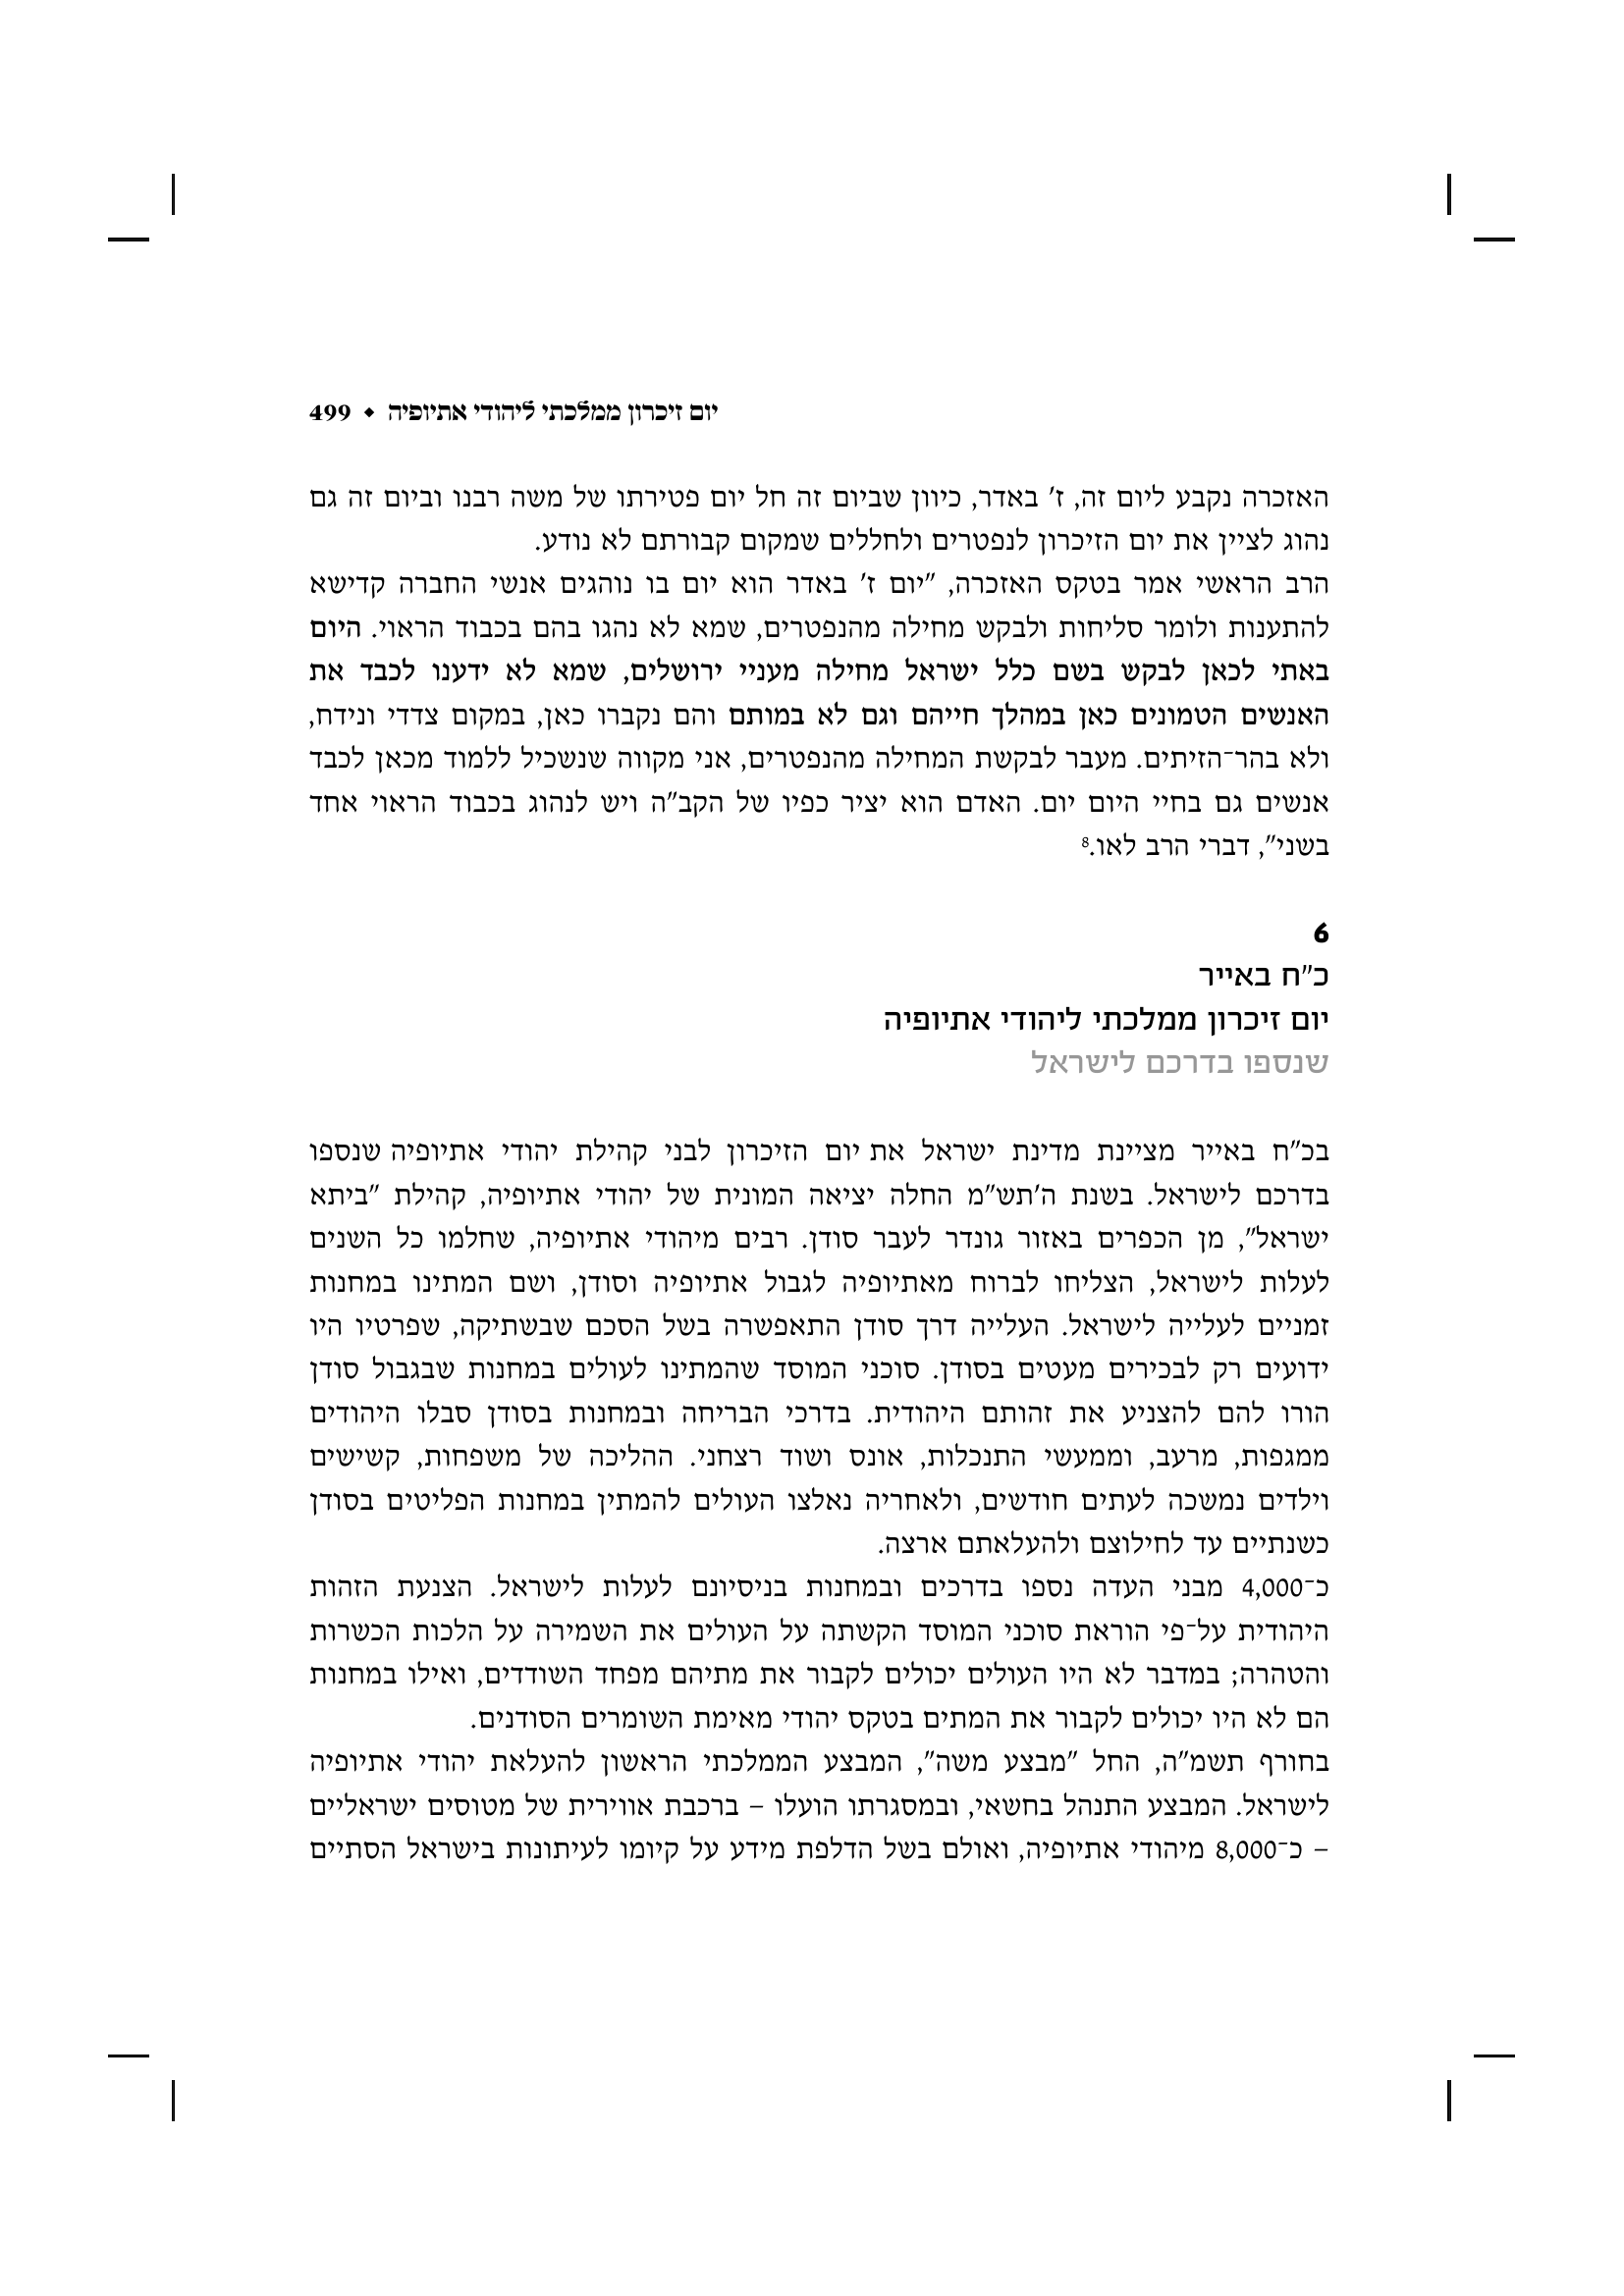 יום זיכרון ממלכתי ליהודי אתיופיה ◆ 499
האזכרה נקבע ליום זה, ז' באדר, כיוון שביום זה חל יום פטירתו של משה רבנו וביום זה גם
נהוג לציין את יום הזיכרון לנפטרים ולחללים שמקום קבורתם לא נודע.
הרב הראשי אמר בטקס האזכרה, "יום ז' באדר הוא יום בו נוהגים אנשי החברה קדישא
להתענות ולומר סליחות ולבקש מחילה מהנפטרים, שמא לא נהגו בהם בכבוד הראוי. היום
באתי לכאן לבקש בשם כלל ישראל מחילה מעניי ירושלים, שמא לא ידענו לכבד את
האנשים הטמונים כאן במהלך חייהם וגם לא במותם והם נקברו כאן, במקום צדדי ונידח,
ולא בהר־הזיתים. מעבר לבקשת המחילה מהנפטרים, אני מקווה שנשכיל ללמוד מכאן לכבד
אנשים גם בחיי היום יום. האדם הוא יציר כפיו של הקב"ה ויש לנהוג בכבוד הראוי אחד
בשני", דברי הרב לאו.8
6
כ"ח באייר
יום זיכרון ממלכתי ליהודי אתיופיה
שנספו בדרכם לישראל
בכ"ח באייר מציינת מדינת ישראל את יום הזיכרון לבני קהילת יהודי אתיופיה שנספו
בדרכם לישראל. בשנת ה'תש"מ החלה יציאה המונית של יהודי אתיופיה, קהילת "ביתא
ישראל", מן הכפרים באזור גונדר לעבר סודן. רבים מיהודי אתיופיה, שחלמו כל השנים
לעלות לישראל, הצליחו לברוח מאתיופיה לגבול אתיופיה וסודן, ושם המתינו במחנות
זמניים לעלייה לישראל. העלייה דרך סודן התאפשרה בשל הסכם שבשתיקה, שפרטיו היו
ידועים רק לבכירים מעטים בסודן. סוכני המוסד שהמתינו לעולים במחנות שבגבול סודן
הורו להם להצניע את זהותם היהודית. בדרכי הבריחה ובמחנות בסודן סבלו היהודים
ממגפות, מרעב, וממעשי התנכלות, אונס ושוד רצחני. ההליכה של משפחות, קשישים
וילדים נמשכה לעתים חודשים, ולאחריה נאלצו העולים להמתין במחנות הפליטים בסודן
כשנתיים עד לחילוצם ולהעלאתם ארצה.
כ־4,000 מבני העדה נספו בדרכים ובמחנות בניסיונם לעלות לישראל. הצנעת הזהות
היהודית על־פי הוראת סוכני המוסד הקשתה על העולים את השמירה על הלכות הכשרות
והטהרה; במדבר לא היו העולים יכולים לקבור את מתיהם מפחד השודדים, ואילו במחנות
הם לא היו יכולים לקבור את המתים בטקס יהודי מאימת השומרים הסודנים.
בחורף תשמ"ה, החל "מבצע משה", המבצע הממלכתי הראשון להעלאת יהודי אתיופיה
לישראל. המבצע התנהל בחשאי, ובמסגרתו הועלו – ברכבת אווירית של מטוסים ישראליים
– כ־8,000 מיהודי אתיופיה, ואולם בשל הדלפת מידע על קיומו לעיתונות בישראל הסתיים